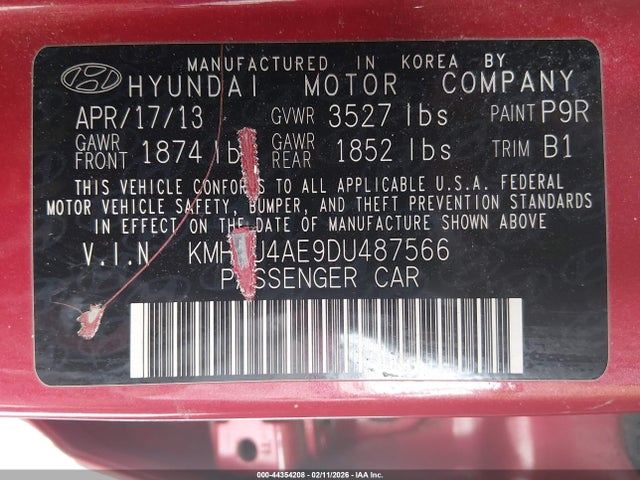 MANUFACTURED IN KOREA BY
HYUNDAI MOTOR COMPANY
APR/17/13 GVWR 3527 lbs PAINT P9R
GAWR FRONT 1874 lb GAWR REAR 1852 lbs TRIM B1
THIS VEHICLE CONFORMS TO ALL APPLICABLE U.S.A. FEDERAL
MOTOR VEHICLE SAFETY, BUMPER, AND THEFT PREVENTION STANDARDS
IN EFFECT ON THE DATE OF MANUFACTURE SHOWN ABOVE
V.I.N KMH U4AE9DU487566
PASSENGER CAR
000-44354208 - 02/11/2026 - IAAI.com